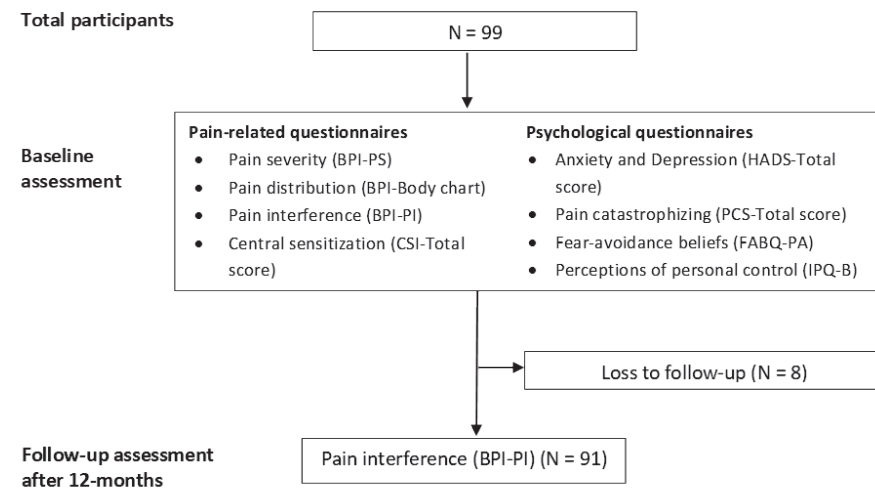 Total participants
N = 99
Baseline
assessment
Pain-related questionnaires
• Pain severity (BPI-PS)
• Pain distribution (BPI-Body chart)
• Pain interference (BPI-PI)
• Central sensitization (CSI-Total
score)
Psychological questionnaires
• Anxiety and Depression (HADS-Total
score)
• Pain catastrophizing (PCS-Total score)
• Fear-avoidance beliefs (FABQ-PA)
• Perceptions of personal control (IPQ-B)
Loss to follow-up (N = 8)
Follow-up assessment
after 12-months
Pain interference (BPI-PI) (N = 91)